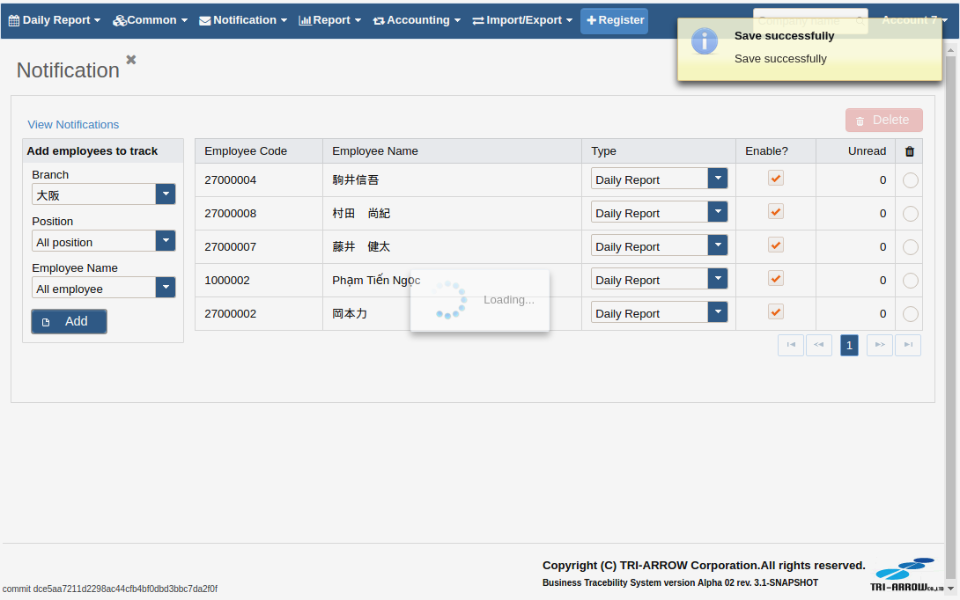 Daily Report Common Notification Report Accounting Import/Export Register Account 7
Save successfully
Save successfully
Notification
View Notifications
Delete
Add employees to track
Branch
大阪
Position
All position
Employee Name
All employee
Add
Employee Code Employee Name Type Enable? Unread
27000004 駒井信吾 Daily Report 0
27000008 村田 尚紀 Daily Report 0
27000007 藤井 健太 Daily Report 0
1000002 Phạm Tiến Ngọc Daily Report 0
27000002 岡本力 Daily Report 0
Loading...
1
Copyright (C) TRI-ARROW Corporation.All rights reserved.
Business Tracebility System version Alpha 02 rev. 3.1-SNAPSHOT
TRI-ARROW Co.,LTD
commit dce5aa7211d2298ac44cfb4bf0dbd3bbc7da2f0f